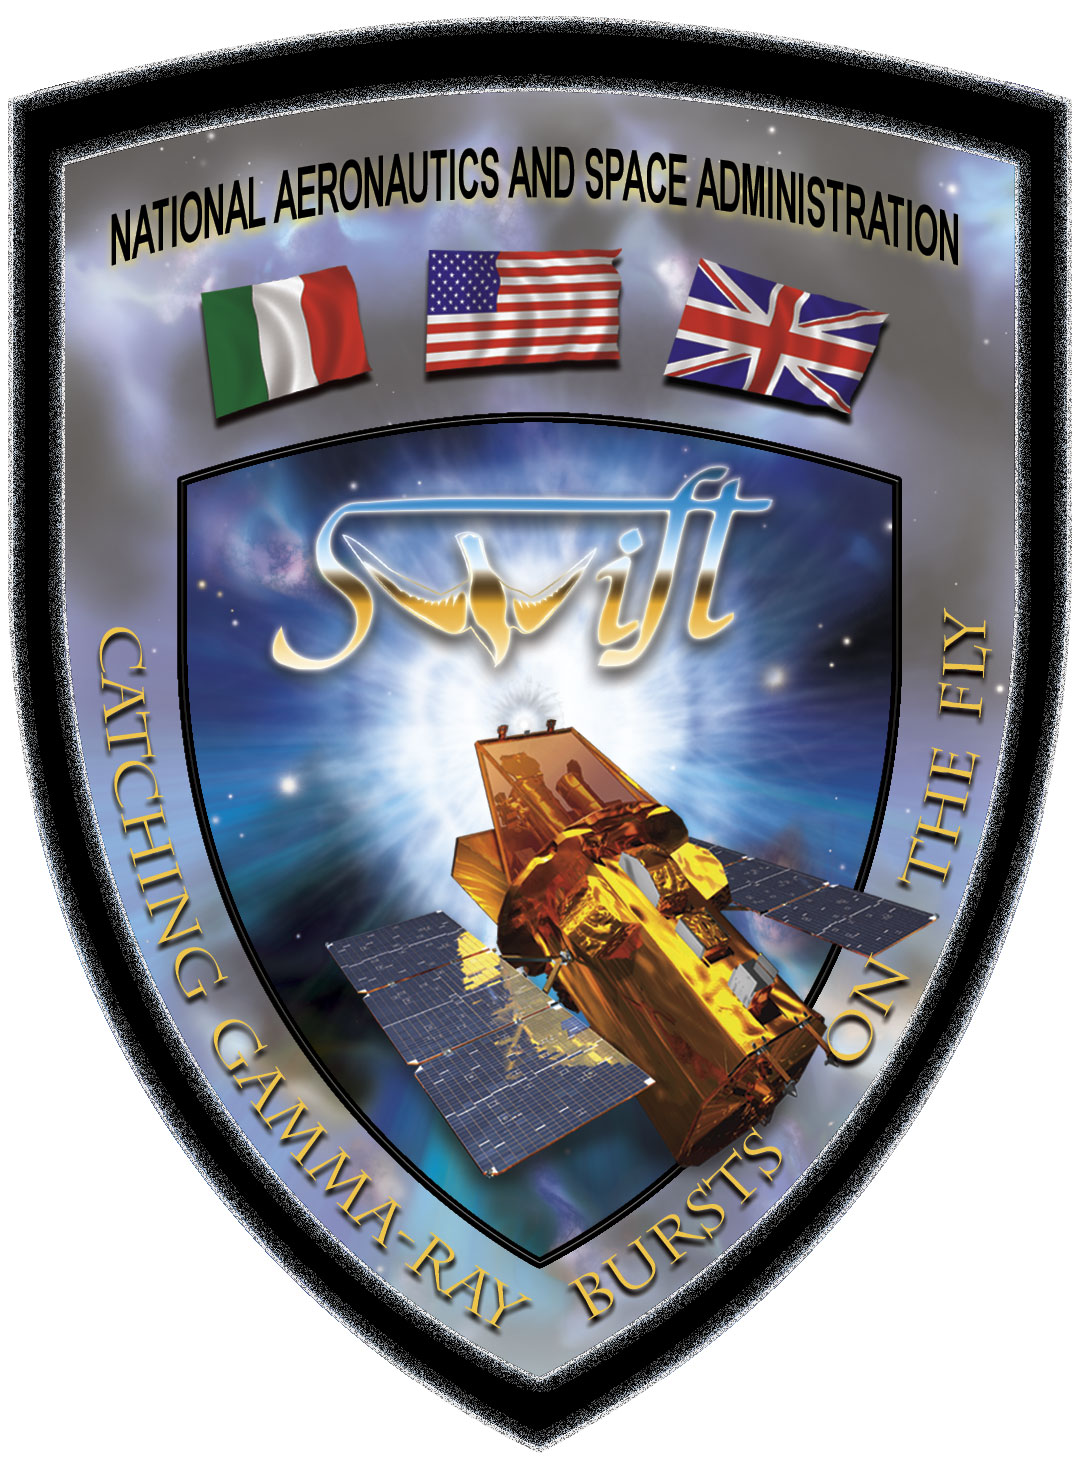 NATIONAL AERONAUTICS AND SPACE ADMINISTRATION
Swift
CATCHING GAMMA-RAY BURSTS ON THE FLY